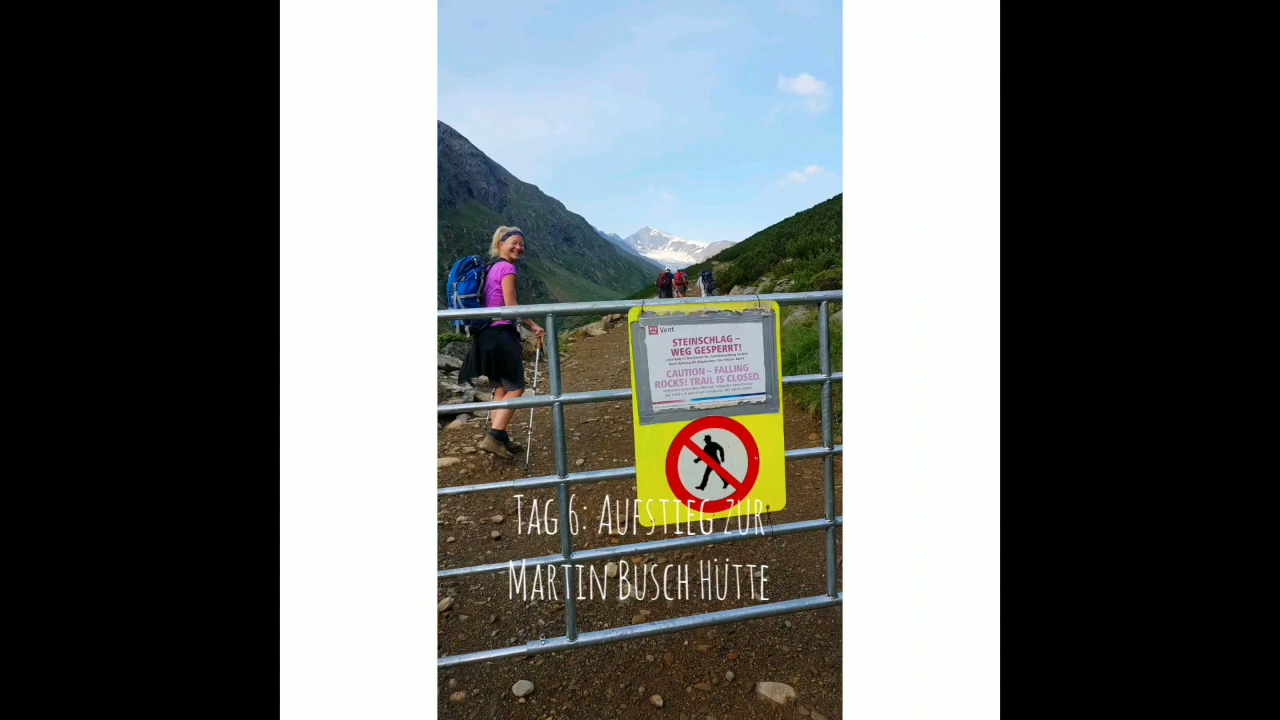 Vent
STEINSCHLAG –
WEG GESPERRT!
CAUTION – FALLING
ROCKS! TRAIL IS CLOSED.
TAG 6: AUFSTIEG ZUR
MARTIN BUSCH HÜTTE